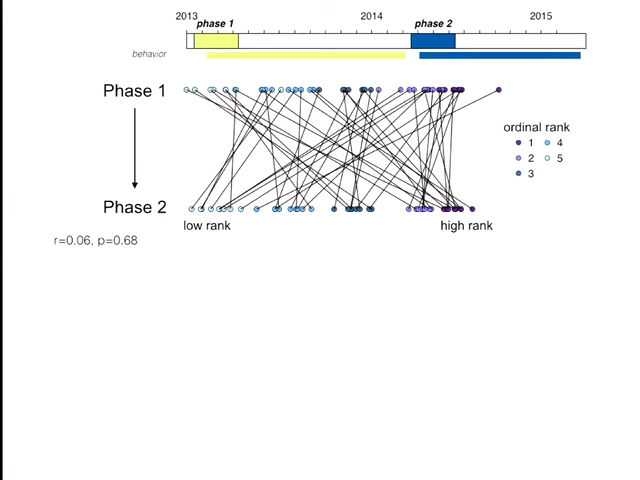 2013 2014 2015
phase 1 phase 2
behavior
Phase 1
ordinal rank
1 4
2 5
3
Phase 2
low rank high rank
r=0.06, p=0.68